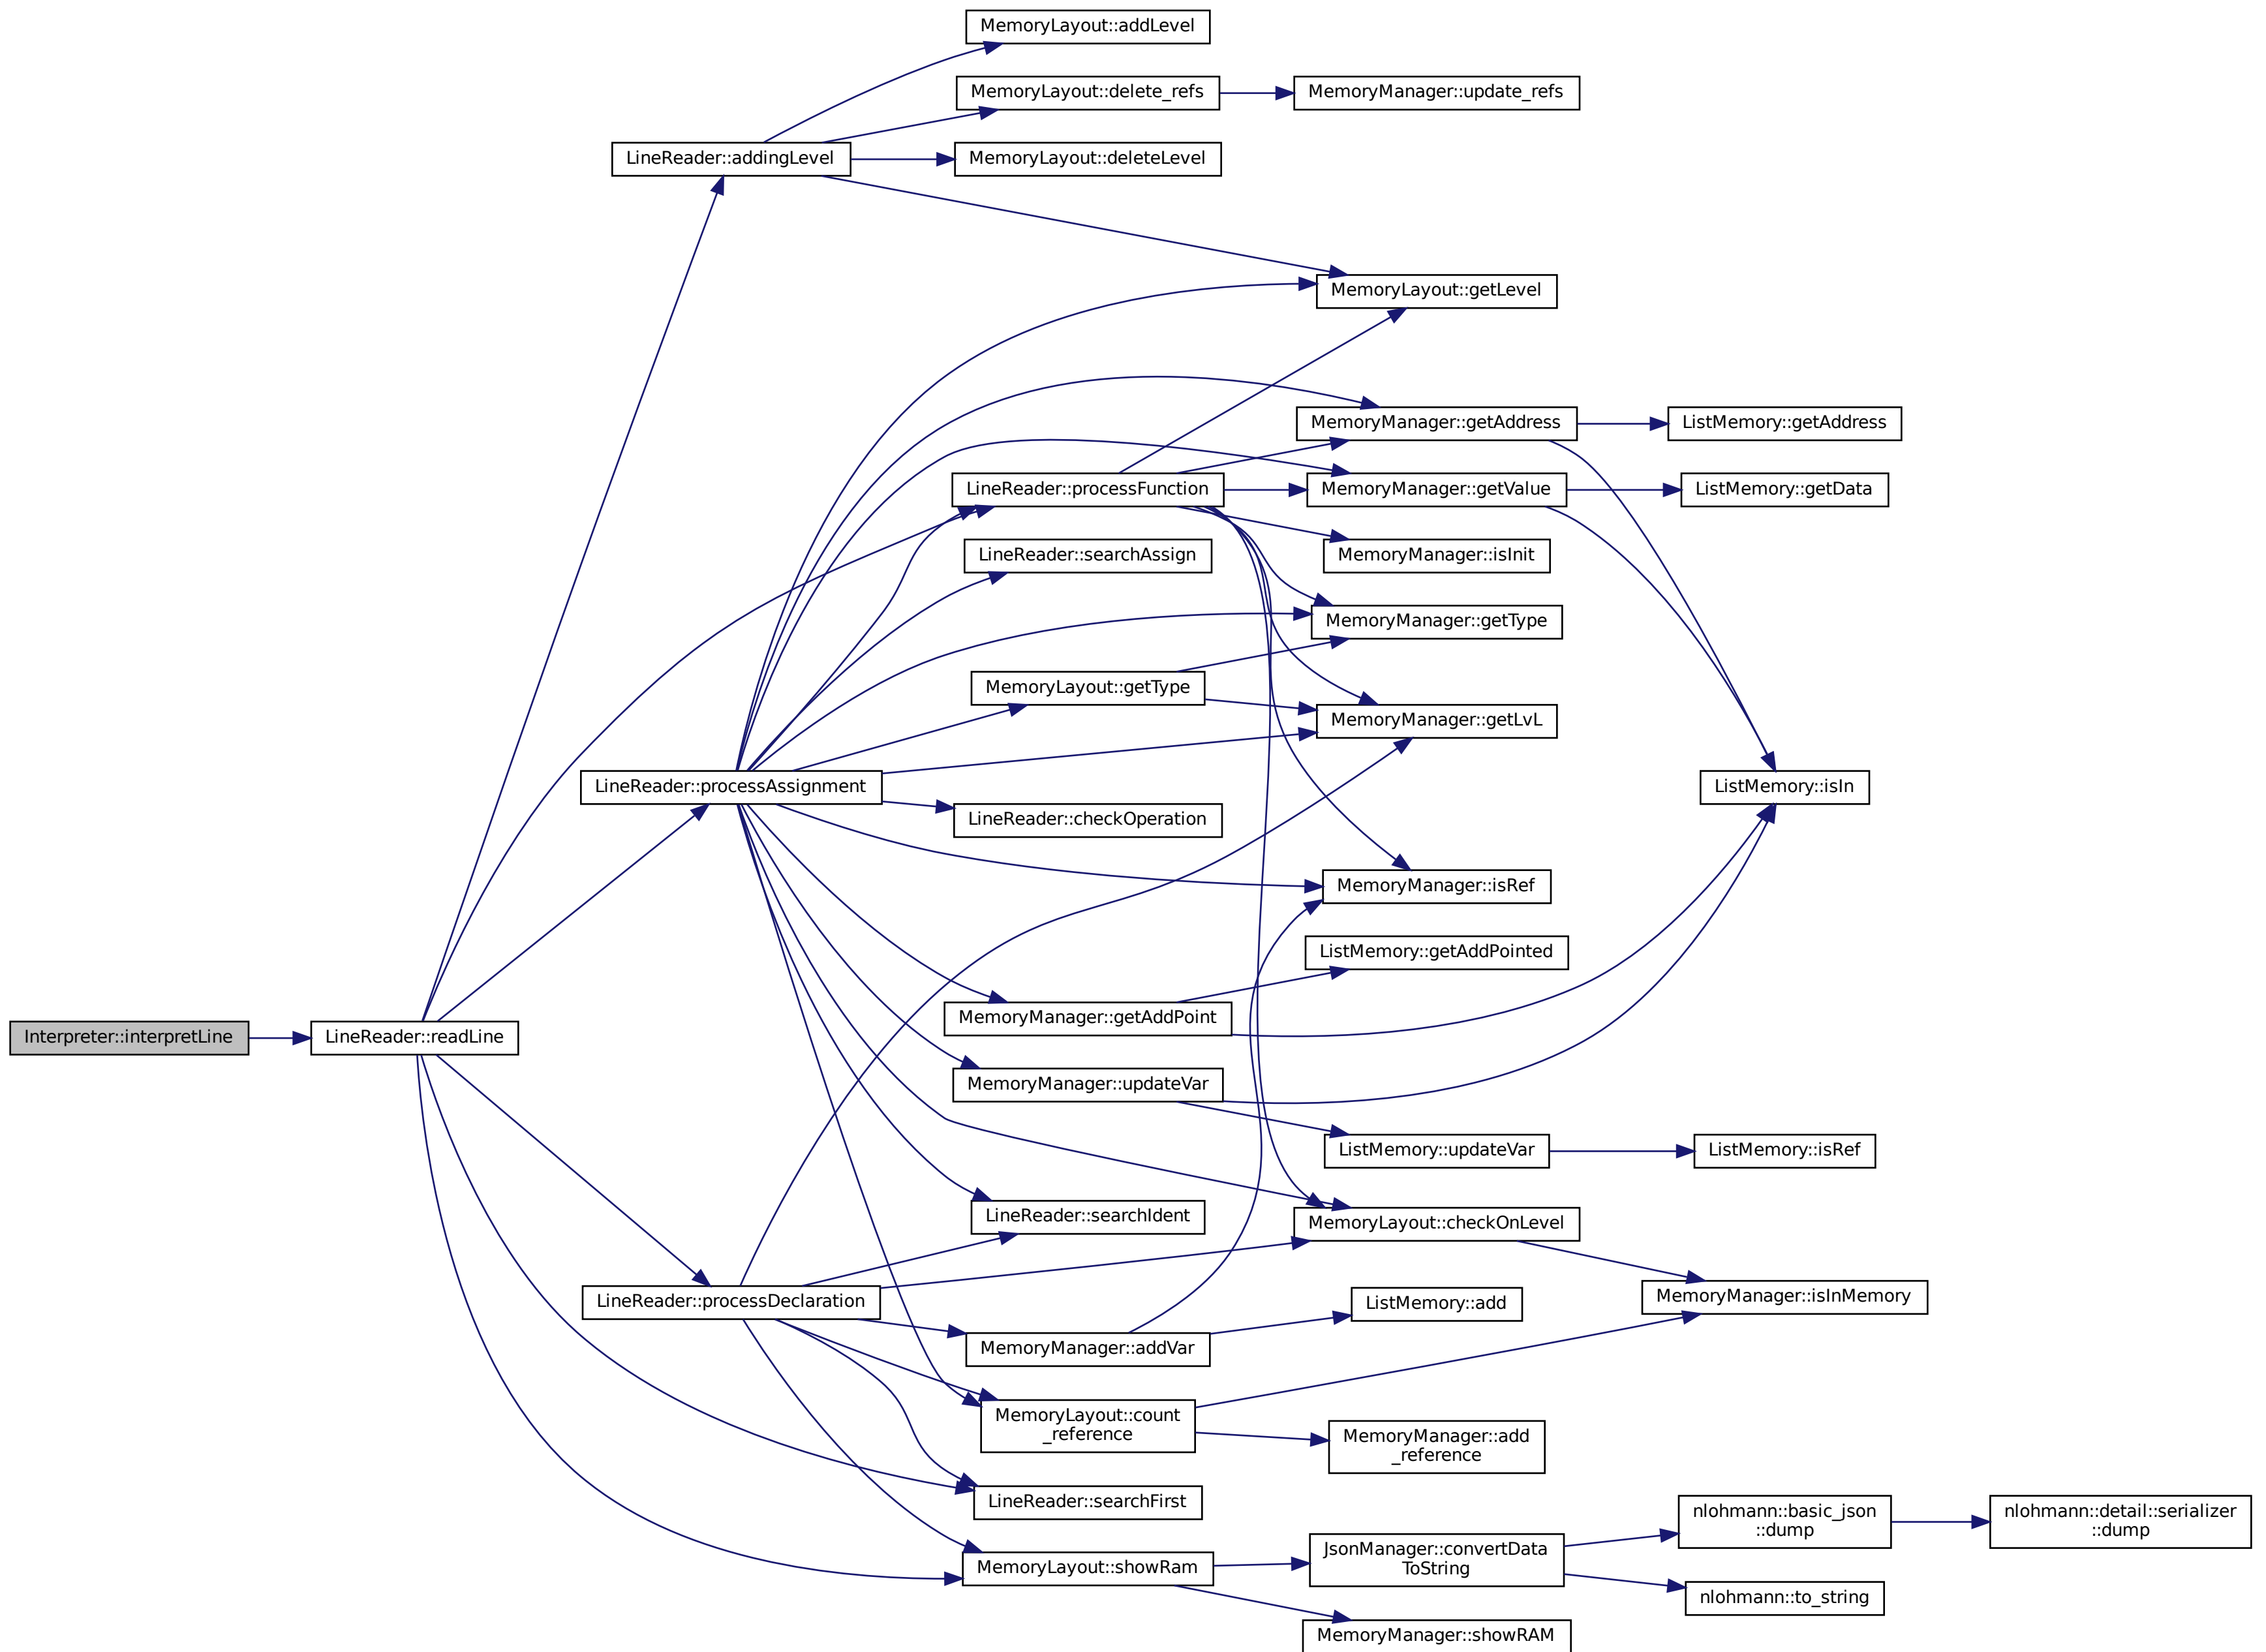 MemoryLayout::addLevel
MemoryLayout::delete_refs
MemoryManager::update_refs
LineReader::addingLevel
MemoryLayout::deleteLevel
MemoryLayout::getLevel
MemoryManager::getAddress
ListMemory::getAddress
LineReader::processFunction
MemoryManager::getValue
ListMemory::getData
LineReader::searchAssign
MemoryManager::isInit
MemoryManager::getType
MemoryLayout::getType
MemoryManager::getLvL
LineReader::processAssignment
ListMemory::isIn
LineReader::checkOperation
MemoryManager::isRef
ListMemory::getAddPointed
MemoryManager::getAddPoint
Interpreter::interpretLine
LineReader::readLine
MemoryManager::updateVar
ListMemory::updateVar
ListMemory::isRef
LineReader::searchIdent
MemoryLayout::checkOnLevel
LineReader::processDeclaration
ListMemory::add
MemoryManager::isInMemory
MemoryManager::addVar
MemoryLayout::count
_reference
MemoryManager::add
_reference
LineReader::searchFirst
nlohmann::basic_json
::dump
nlohmann::detail::serializer
::dump
MemoryLayout::showRam
JsonManager::convertData
ToString
nlohmann::to_string
MemoryManager::showRAM